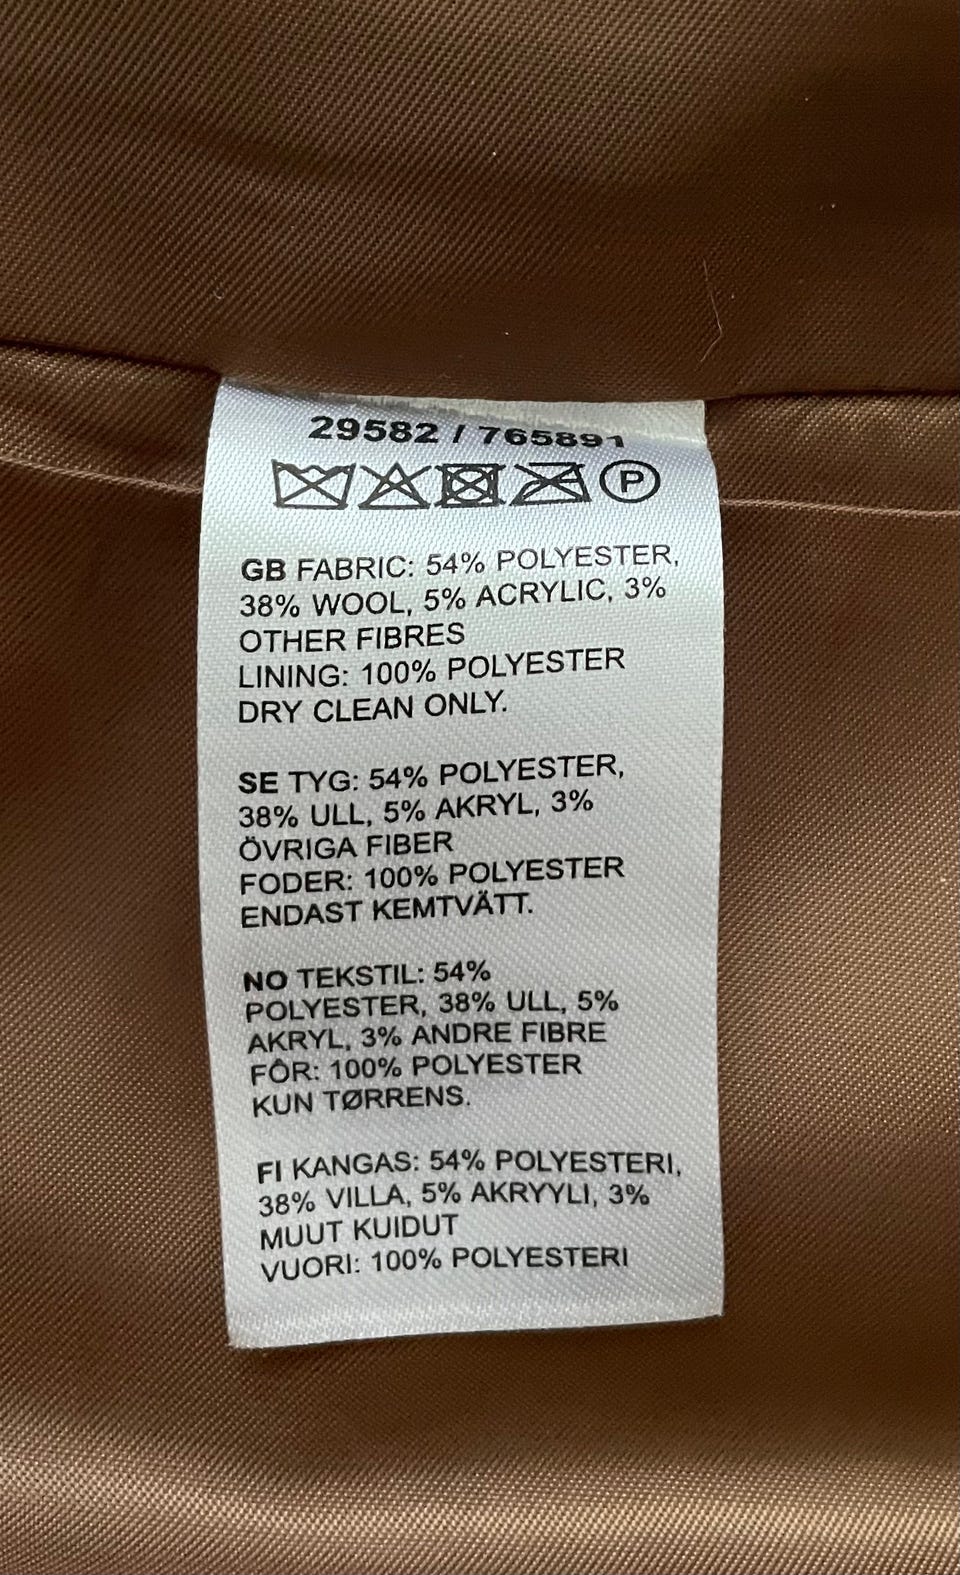 29582 / 765891
P
GB FABRIC: 54% POLYESTER,
38% WOOL, 5% ACRYLIC, 3%
OTHER FIBRES
LINING: 100% POLYESTER
DRY CLEAN ONLY.
SE TYG: 54% POLYESTER,
38% ULL, 5% AKRYL, 3%
ÖVRIGA FIBER
FODER: 100% POLYESTER
ENDAST KEMTVÄTT.
NO TEKSTIL: 54%
POLYESTER, 38% ULL, 5%
AKRYL, 3% ANDRE FIBRE
FÔR: 100% POLYESTER
KUN TØRRENS.
FI KANGAS: 54% POLYESTERI,
38% VILLA, 5% AKRYYLI, 3%
MUUT KUIDUT
VUORI: 100% POLYESTERI